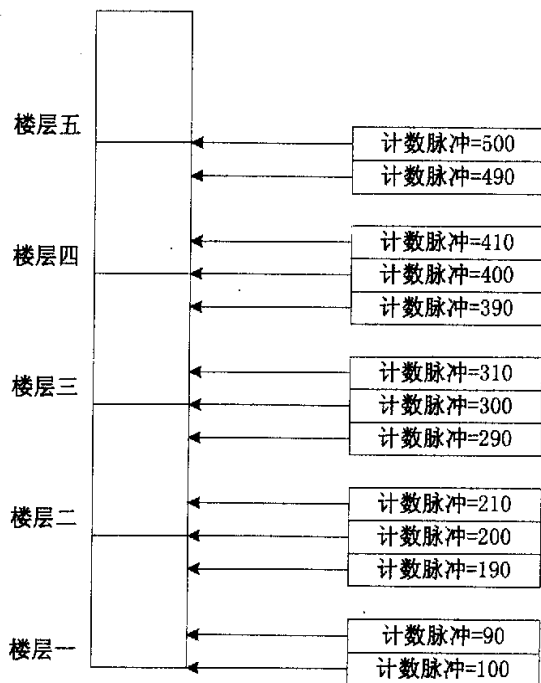 楼层五
计数脉冲=500
计数脉冲=490
计数脉冲=410
楼层四
计数脉冲=400
计数脉冲=390
计数脉冲=310
楼层三
计数脉冲=300
计数脉冲=290
计数脉冲=210
楼层二
计数脉冲=200
计数脉冲=190
计数脉冲=90
楼层一
计数脉冲=100